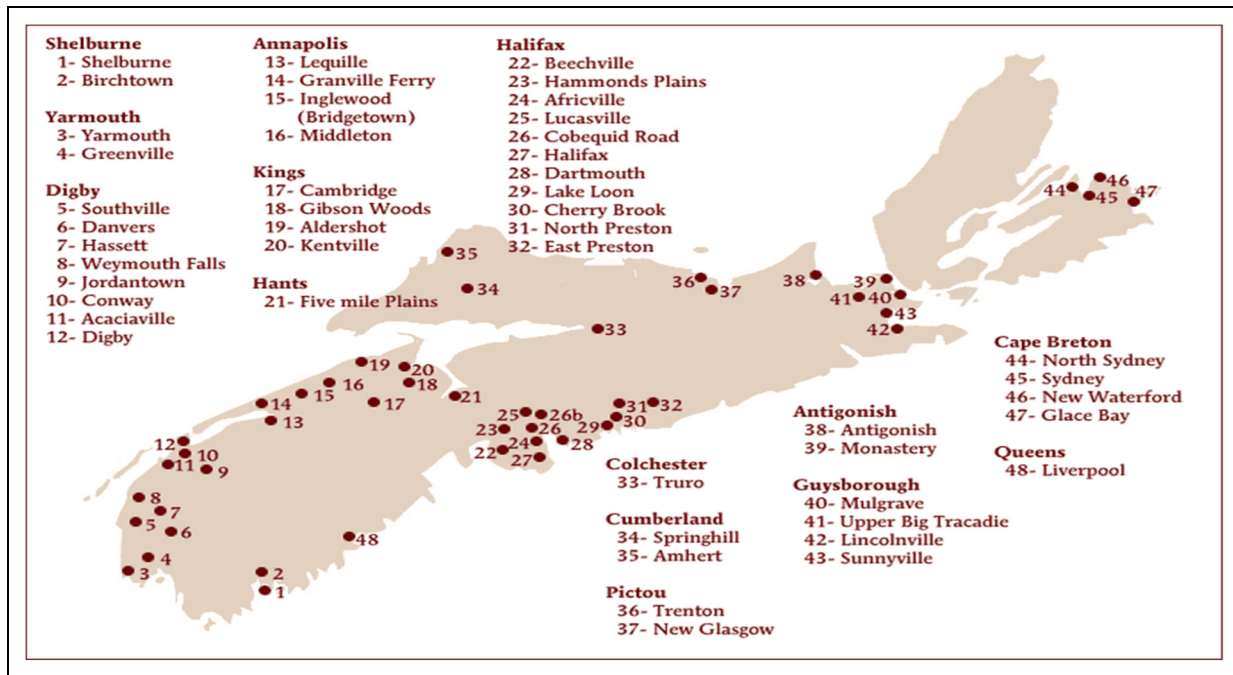 Shelburne
1- Shelburne
2- Birchtown
Yarmouth
3- Yarmouth
4- Greenville
Digby
5- Southville
6- Danvers
7- Hassett
8- Weymouth Falls
9- Jordantown
10- Conway
11- Acaciaville
12- Digby
Annapolis
13- Lequille
14- Granville Ferry
15- Inglewood
(Bridgetown)
16- Middleton
Kings
17- Cambridge
18- Gibson Woods
19- Aldershot
20- Kentville
Hants
21- Five mile Plains
Halifax
22- Beechville
23- Hammonds Plains
24- Africville
25- Lucasville
26- Cobequid Road
27- Halifax
28- Dartmouth
29- Lake Loon
30- Cherry Brook
31- North Preston
32- East Preston
Colchester
33- Truro
Cumberland
34- Springhill
35- Amhert
Pictou
36- Trenton
37- New Glasgow
Antigonish
38- Antigonish
39- Monastery
Guysborough
40- Mulgrave
41- Upper Big Tracadie
42- Lincolnville
43- Sunnyville
Cape Breton
44- North Sydney
45- Sydney
46- New Waterford
47- Glace Bay
Queens
48- Liverpool
46
44
45
47
35
34
36
37
38
39
41
40
43
42
33
19
20
16
18
15
14
17
21
13
25
26b
31
32
23
26
29
30
24
28
22
27
12
10
11
9
8
7
5
6
48
4
3
2
1